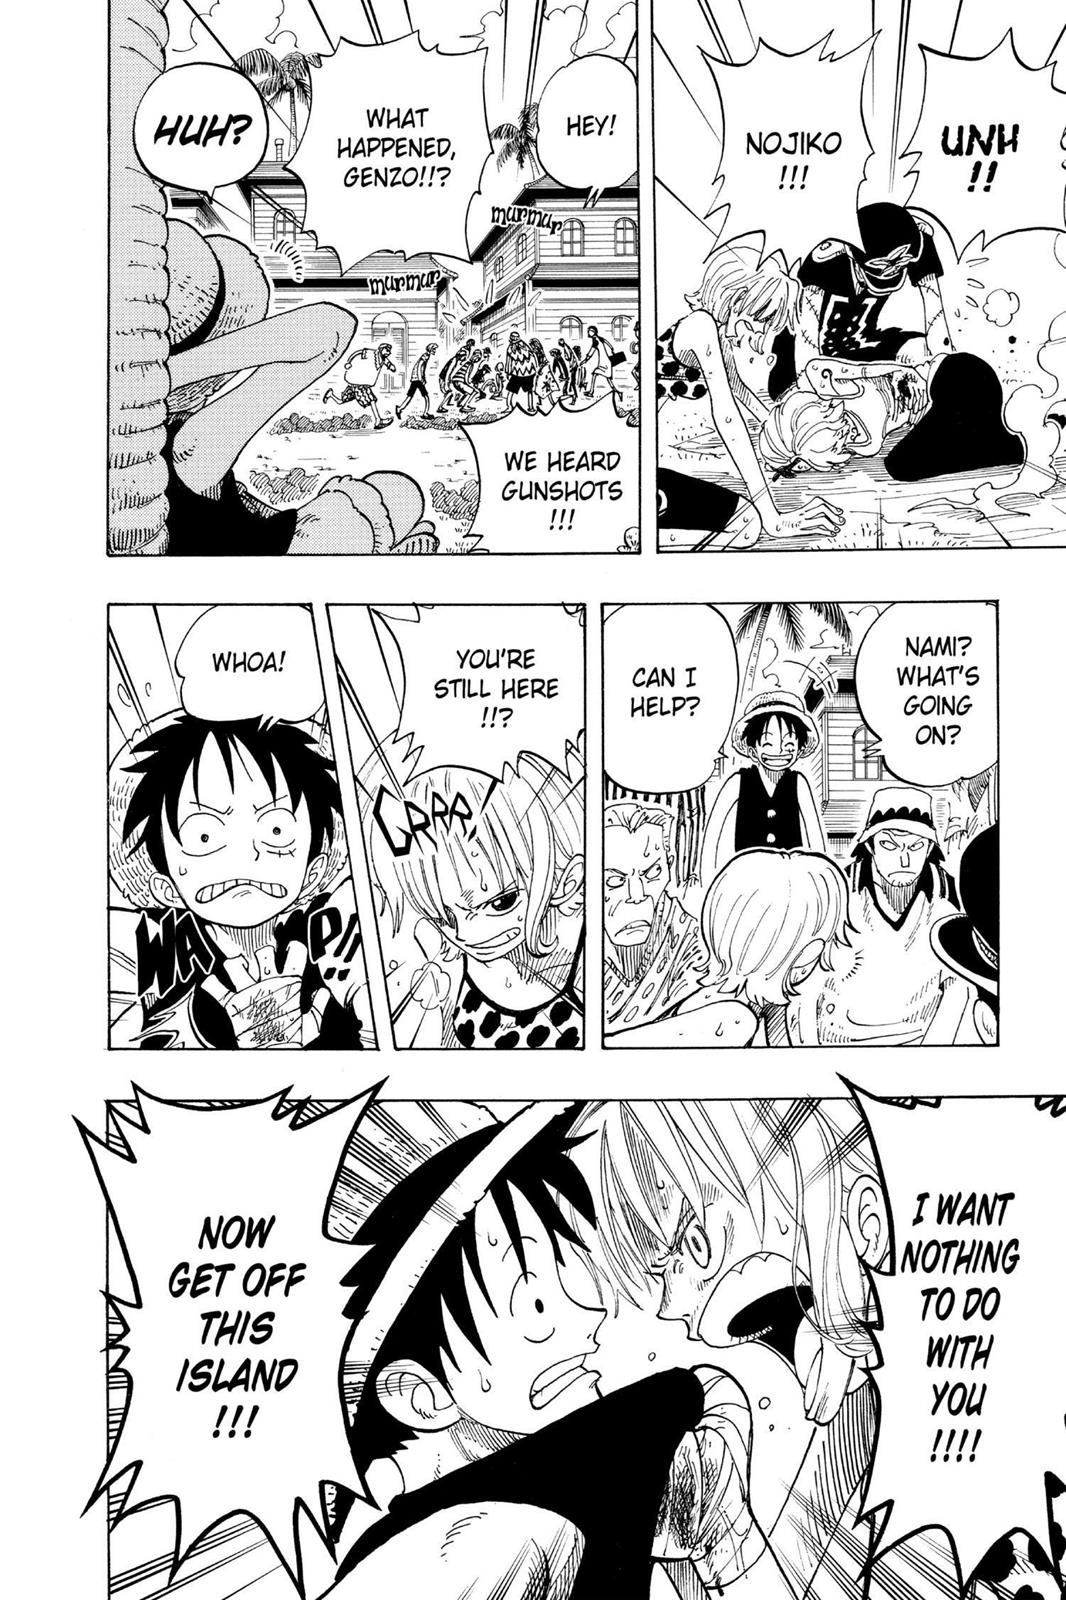 UNH
!!
NOJIKO
!!!
HEY!
murmur
WHAT
HAPPENED,
GENZO!!?
murmur
HUH?
WE HEARD
GUNSHOTS
!!!
NAMI?
WHAT'S
GOING
ON?
CAN I
HELP?
YOU'RE
STILL HERE
!!?
GRRR!
WHOA!
WAP!!
I WANT
NOTHING
TO DO
WITH
YOU
!!!!
NOW
GET OFF
THIS
ISLAND
!!!